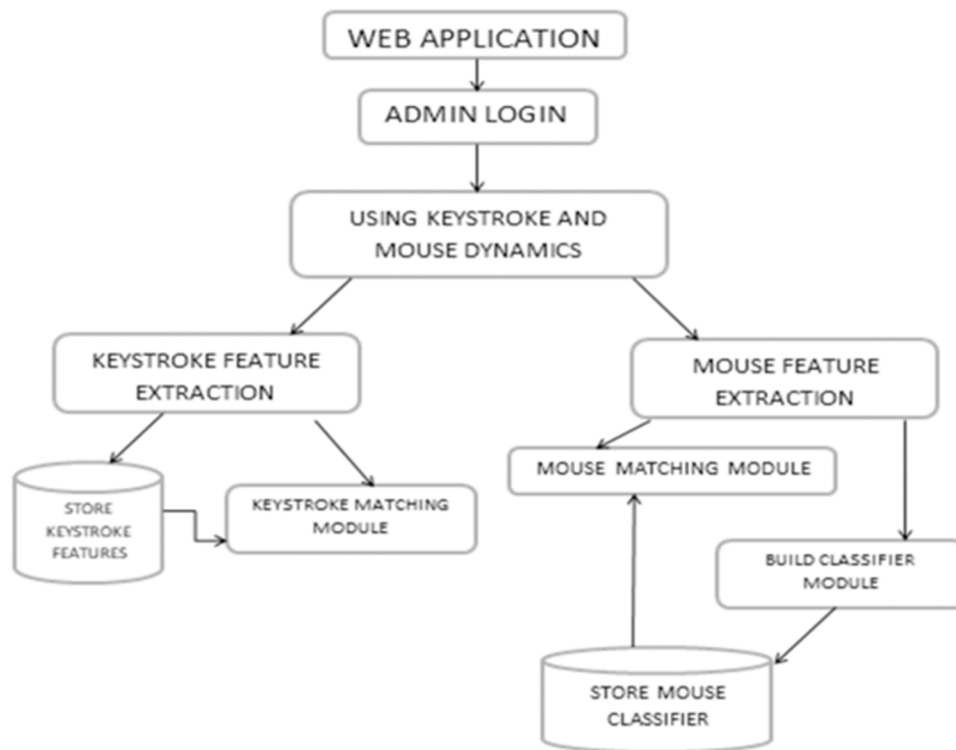 WEB APPLICATION
ADMIN LOGIN
USING KEYSTROKE AND
MOUSE DYNAMICS
KEYSTROKE FEATURE
EXTRACTION
MOUSE FEATURE
EXTRACTION
STORE
KEYSTROKE
FEATURES
KEYSTROKE MATCHING
MODULE
MOUSE MATCHING MODULE
BUILD CLASSIFIER
MODULE
STORE MOUSE
CLASSIFIER